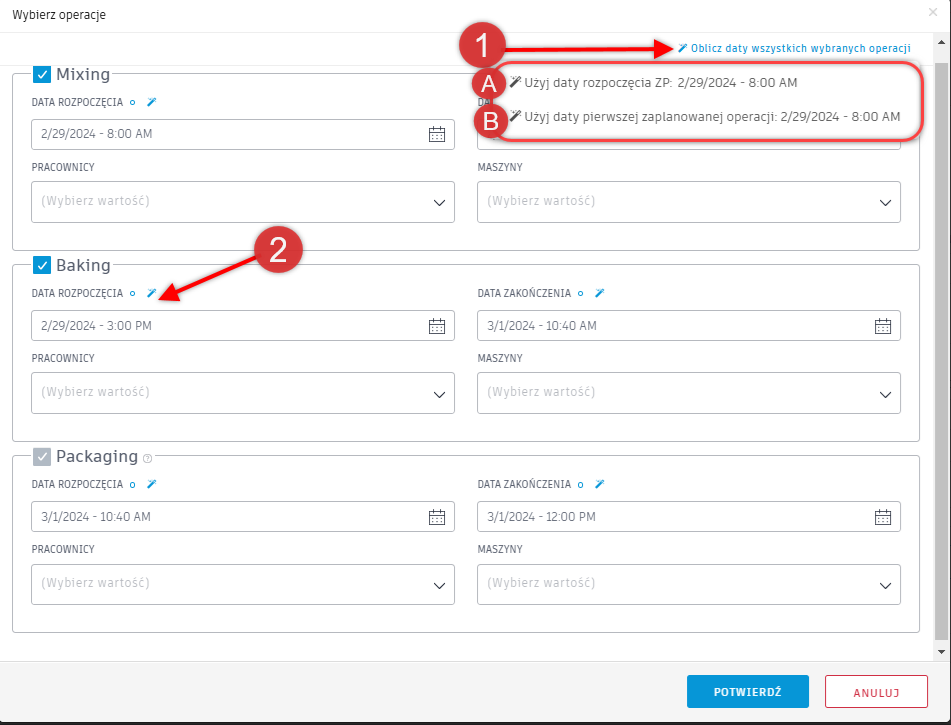 Wybierz operacje
1
Oblicz daty wszystkich wybranych operacji
Mixing
A Użyj daty rozpoczęcia ZP: 2/29/2024 - 8:00 AM
DATA ROZPOCZĘCIA
B Użyj daty pierwszej zaplanowanej operacji: 2/29/2024 - 8:00 AM
2/29/2024 - 8:00 AM
PRACOWNICY MASZYNY
(Wybierz wartość) (Wybierz wartość)
2
Baking
DATA ROZPOCZĘCIA DATA ZAKOŃCZENIA
2/29/2024 - 3:00 PM 3/1/2024 - 10:40 AM
PRACOWNICY MASZYNY
(Wybierz wartość) (Wybierz wartość)
Packaging
DATA ROZPOCZĘCIA DATA ZAKOŃCZENIA
3/1/2024 - 10:40 AM 3/1/2024 - 12:00 PM
PRACOWNICY MASZYNY
(Wybierz wartość) (Wybierz wartość)
POTWIERDŹ ANULUJ